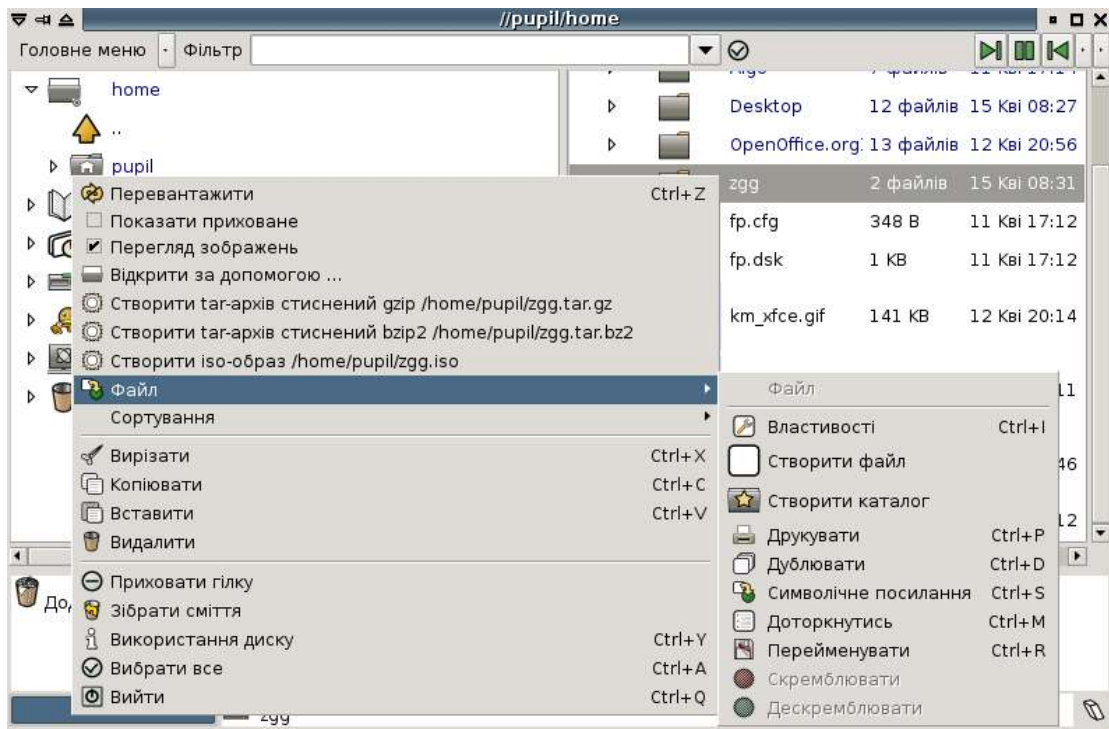 //pupil/home
Головне меню Фільтр
home
..
pupil
Desktop 12 файлів 15 Кві 08:27
OpenOffice.org 13 файлів 12 Кві 20:56
zgg 2 файлів 15 Кві 08:31
fp.cfg 348 B 11 Кві 17:12
fp.dsk 1 KB 11 Кві 17:12
km_xfce.gif 141 KB 12 Кві 20:14
Перевантажити Ctrl+Z
Показати приховане
Перегляд зображень
Відкрити за допомогою ...
Створити tar-архів стиснений gzip /home/pupil/zgg.tar.gz
Створити tar-архів стиснений bzip2 /home/pupil/zgg.tar.bz2
Створити iso-образ /home/pupil/zgg.iso
Файл
Сортування
Вирізати Ctrl+X
Копіювати Ctrl+C
Вставити Ctrl+V
Видалити
Приховати гілку
Зібрати сміття
Використання диску Ctrl+Y
Вибрати все Ctrl+A
Вийти Ctrl+Q
Файл
Властивості Ctrl+I
Створити файл
Створити каталог
Друкувати Ctrl+P
Дублювати Ctrl+D
Символічне посилання Ctrl+S
Доторкнутись Ctrl+M
Перейменувати Ctrl+R
Скремблювати
Дескремблювати
11
46
12
zgg